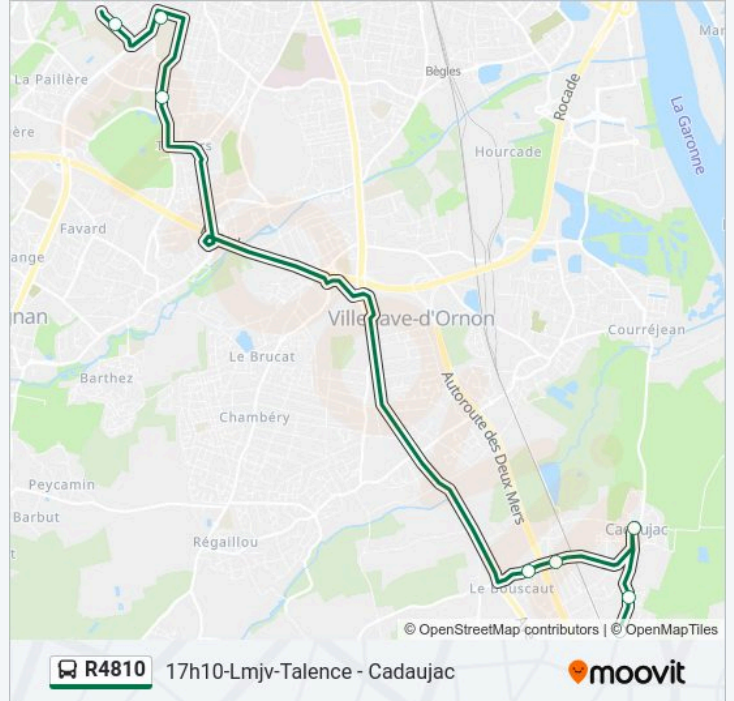 Mar
La Paillère
Bègles
Rocade
La Garonne
ère
Hourcade
Favard
ange
gnan
Villenave-d'Ornon
Courréjean
Le Brucat
Barthez
Autoroute des Deux Mers
Chambéry
Peycamin
Barbut
Cadaujac
Régaillou
t
Le Bouscaut
© OpenStreetMap contributors | © OpenMapTiles
R4810 17h10-Lmjv-Talence - Cadaujac moovit